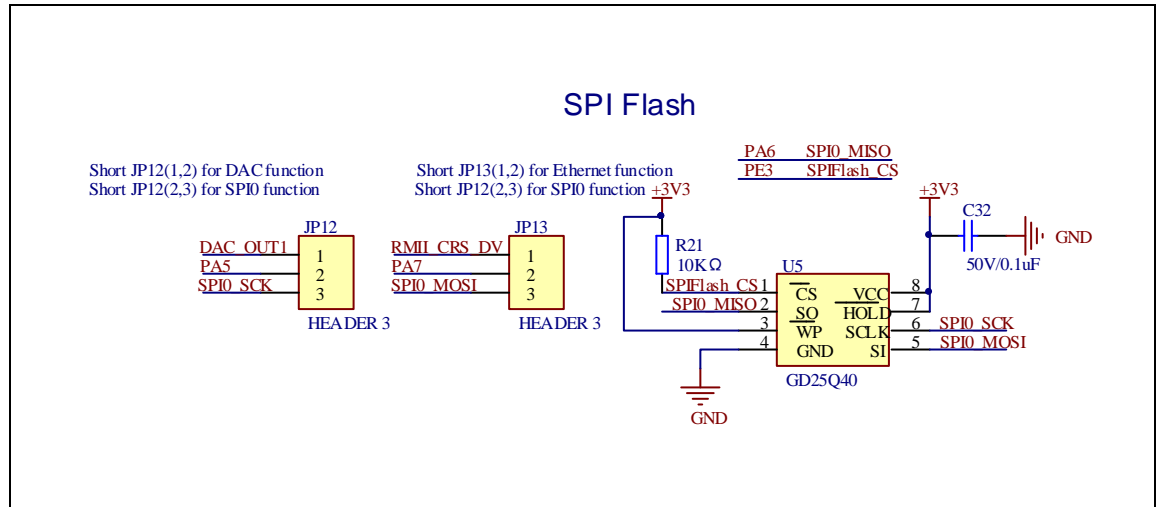 SPI Flash
PA6 SPI0_MISO
PE3 SPIFlash_CS
Short JP12(1,2) for DAC function
Short JP12(2,3) for SPI0 function
Short JP13(1,2) for Ethernet function
Short JP12(2,3) for SPI0 function
JP12
DAC_OUT1 1
PA5 2
SPI0_SCK 3
HEADER 3
JP13
RMII_CRS_DV 1
PA7 2
SPI0_MOSI 3
HEADER 3
+3V3
R21
10KΩ
+3V3
C32
50V/0.1uF
GND
U5
SPIFlash_CS 1 CS VCC 8
SPI0_MISO 2 SO HOLD 7
3 WP SCLK 6 SPI0_SCK
4 GND SI 5 SPI0_MOSI
GD25Q40
GND